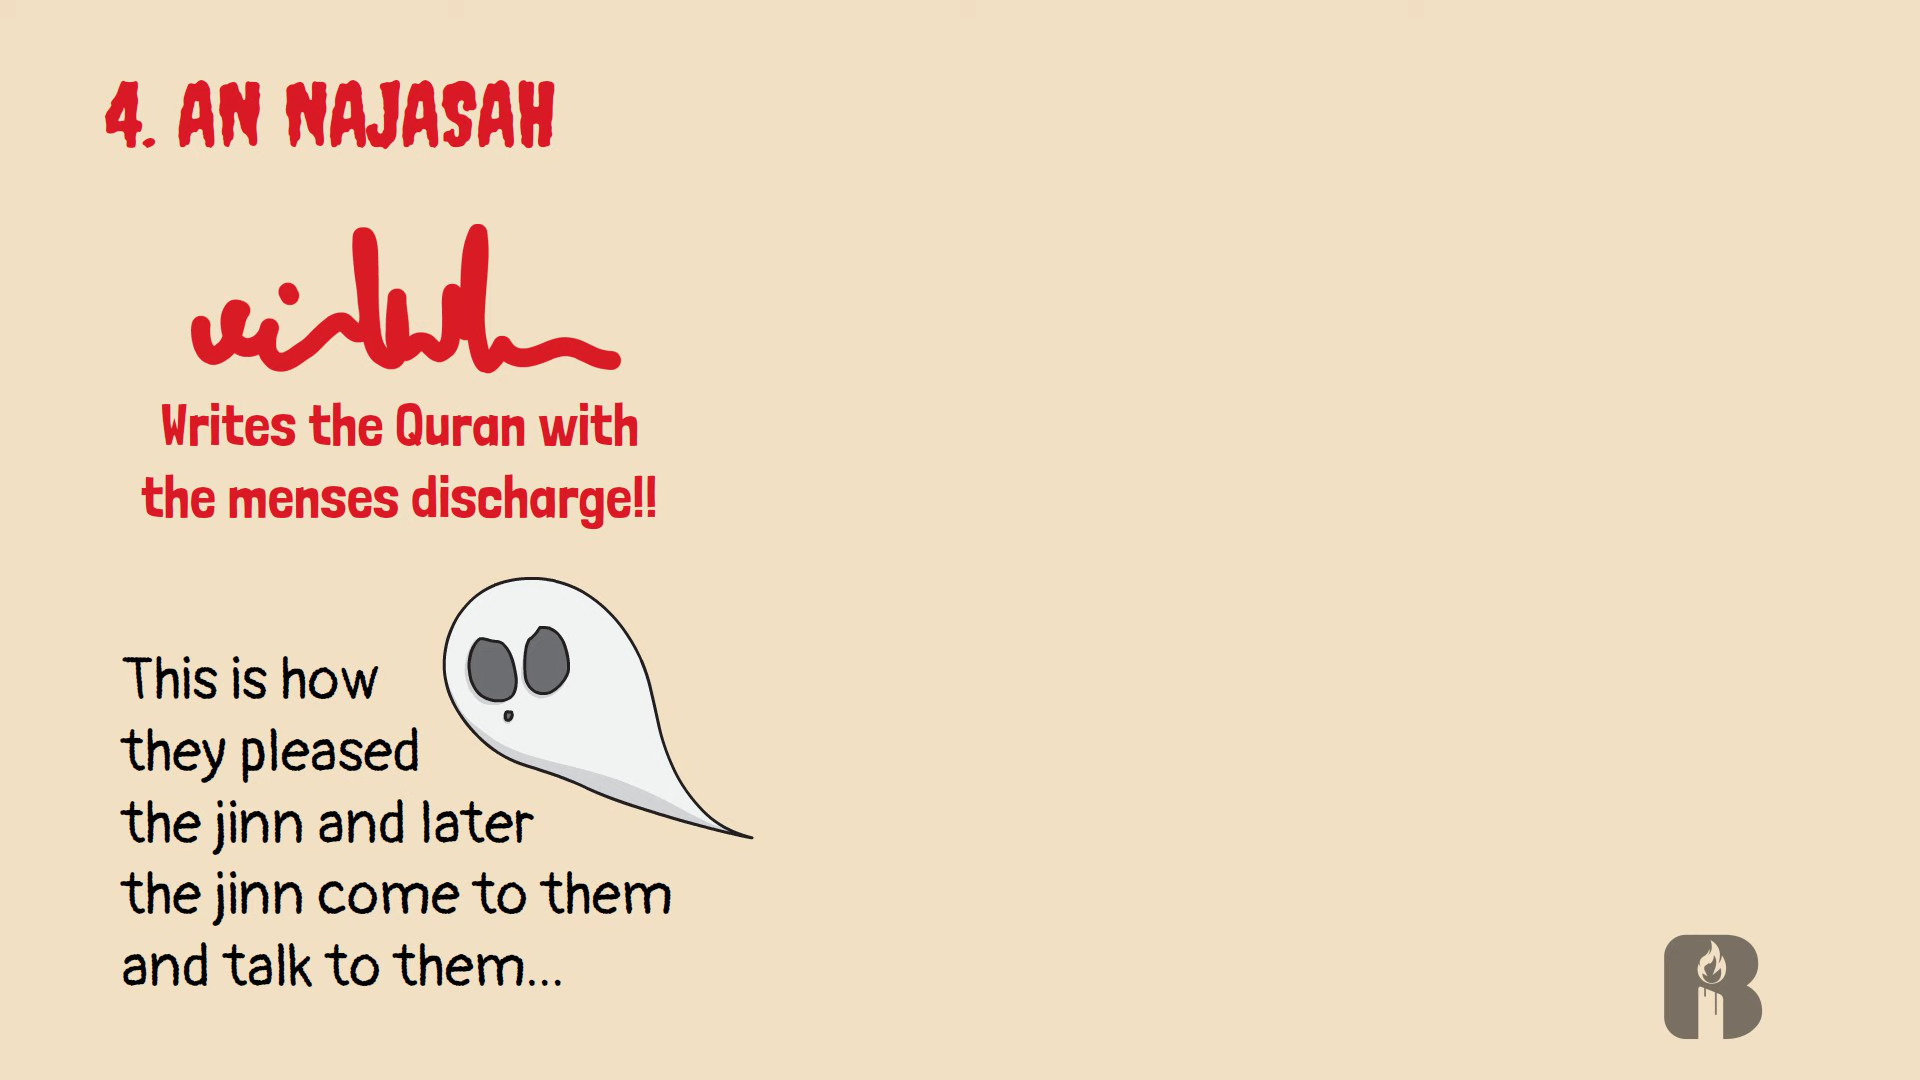 4. AN NAJASAH
Writes the Quran with
the menses discharge!!
This is how
they pleased
the jinn and later
the jinn come to them
and talk to them...
B